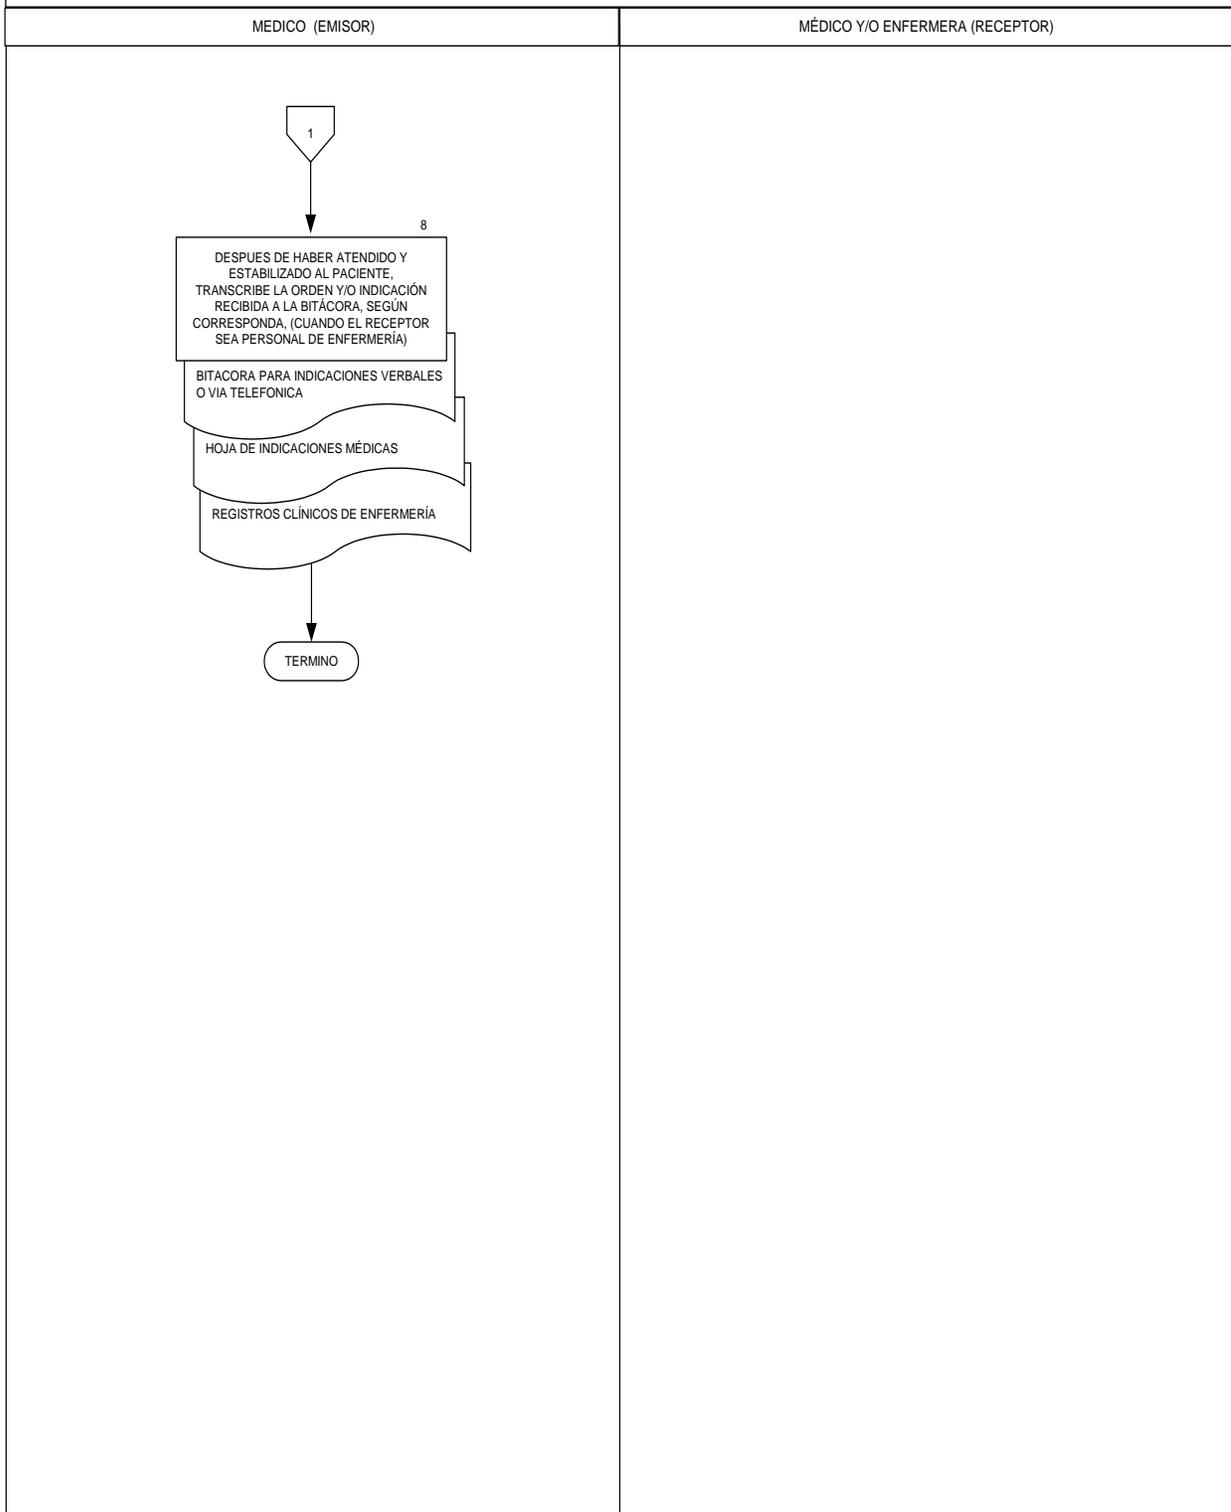 MEDICO (EMISOR)
MÉDICO Y/O ENFERMERA (RECEPTOR)
1
8
DESPUES DE HABER ATENDIDO Y
ESTABILIZADO AL PACIENTE,
TRANSCRIBE LA ORDEN Y/O INDICACIÓN
RECIBIDA A LA BITÁCORA, SEGÚN
CORRESPONDA, (CUANDO EL RECEPTOR
SEA PERSONAL DE ENFERMERÍA)
BITACORA PARA INDICACIONES VERBALES
O VIA TELEFONICA
HOJA DE INDICACIONES MÉDICAS
REGISTROS CLÍNICOS DE ENFERMERÍA
TERMINO